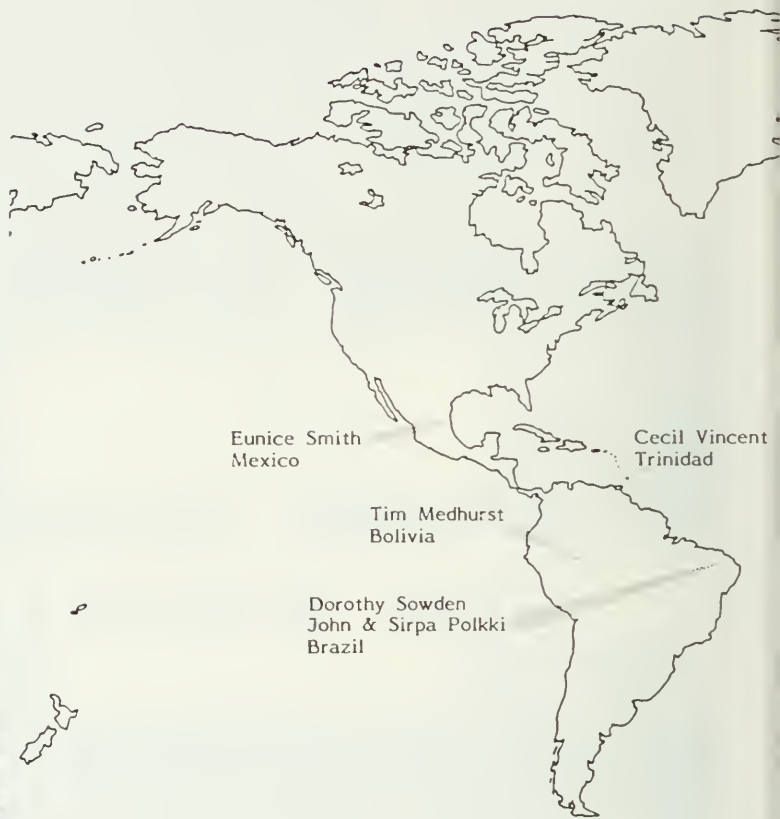 Eunice Smith
Mexico
Cecil Vincent
Trinidad
Tim Medhurst
Bolivia
Dorothy Sowden
John & Sirpa Polkki
Brazil